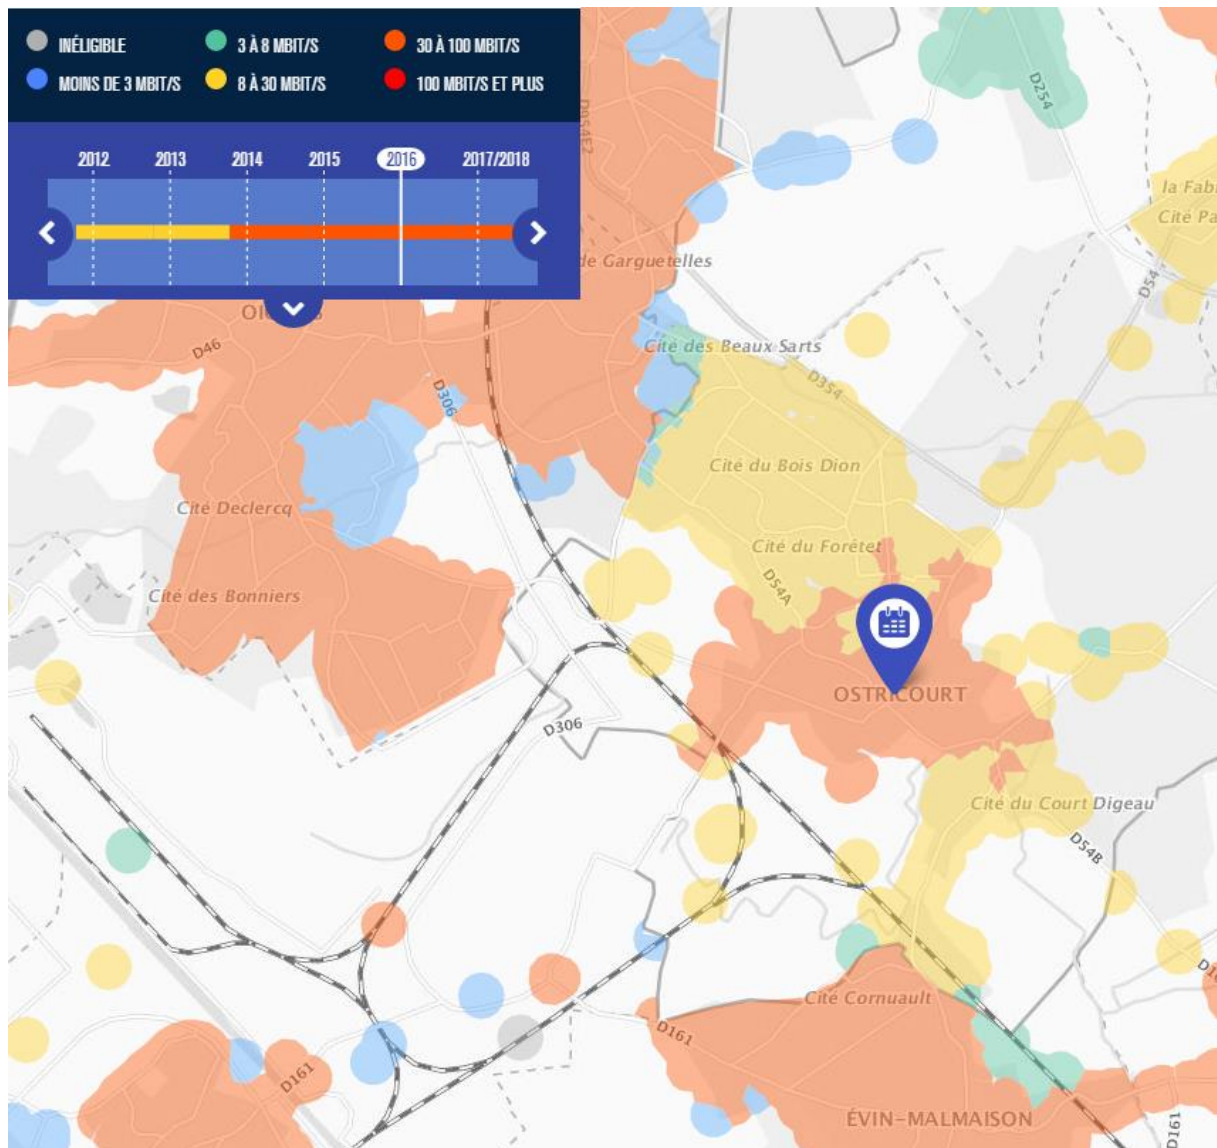 INÉLIGIBLE
3 À 8 MBIT/S
30 À 100 MBIT/S
MOINS DE 3 MBIT/S
8 À 30 MBIT/S
100 MBIT/S ET PLUS
2012
2013
2014
2015
2016
2017/2018
D954E2
D254
la Fabr
Cité Pa
de Garguetelles
D54
D46
Cité des Beaux Sarts
D306
D354
Cité du Bois Dion
Cité Declercq
Cité du Forêtet
D54A
Cité des Bonniers
OSTRICOURT
D306
Cité du Court Digeau
D54B
Cité Cornuault
D161
D161
ÉVIN-MALMAISON
D161